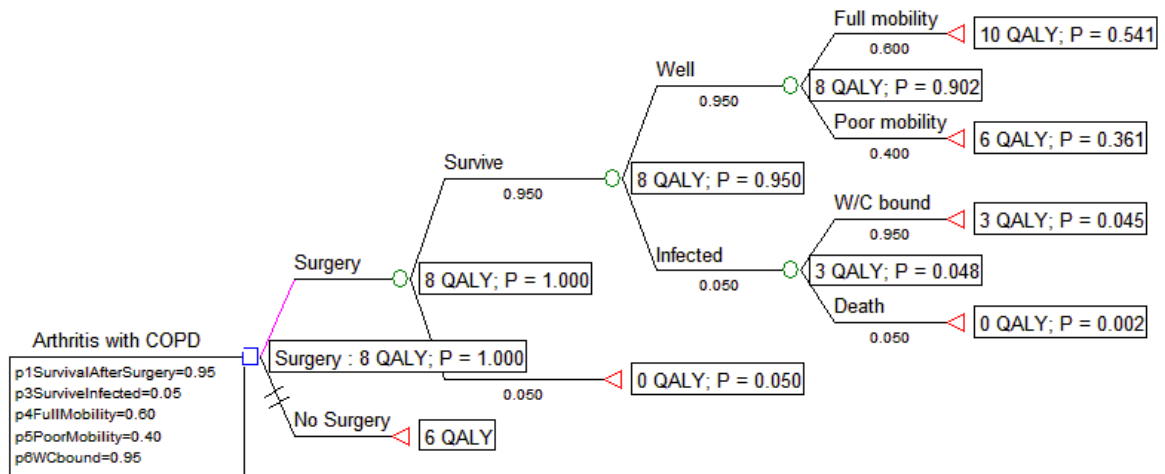 Full mobility
0.600
10 QALY; P = 0.541
Well
0.950
8 QALY; P = 0.902
Poor mobility
0.400
6 QALY; P = 0.361
Survive
0.950
8 QALY; P = 0.950
W/C bound
0.950
3 QALY; P = 0.045
Infected
0.050
3 QALY; P = 0.048
Death
0.050
0 QALY; P = 0.002
Surgery
8 QALY; P = 1.000
Arthritis with COPD
Surgery : 8 QALY; P = 1.000
0.050
0 QALY; P = 0.050
No Surgery
6 QALY
p1SurvivalAfterSurgery=0.95
p3SurviveInfected=0.05
p4FullMobility=0.60
p5PoorMobility=0.40
p6WCbound=0.95